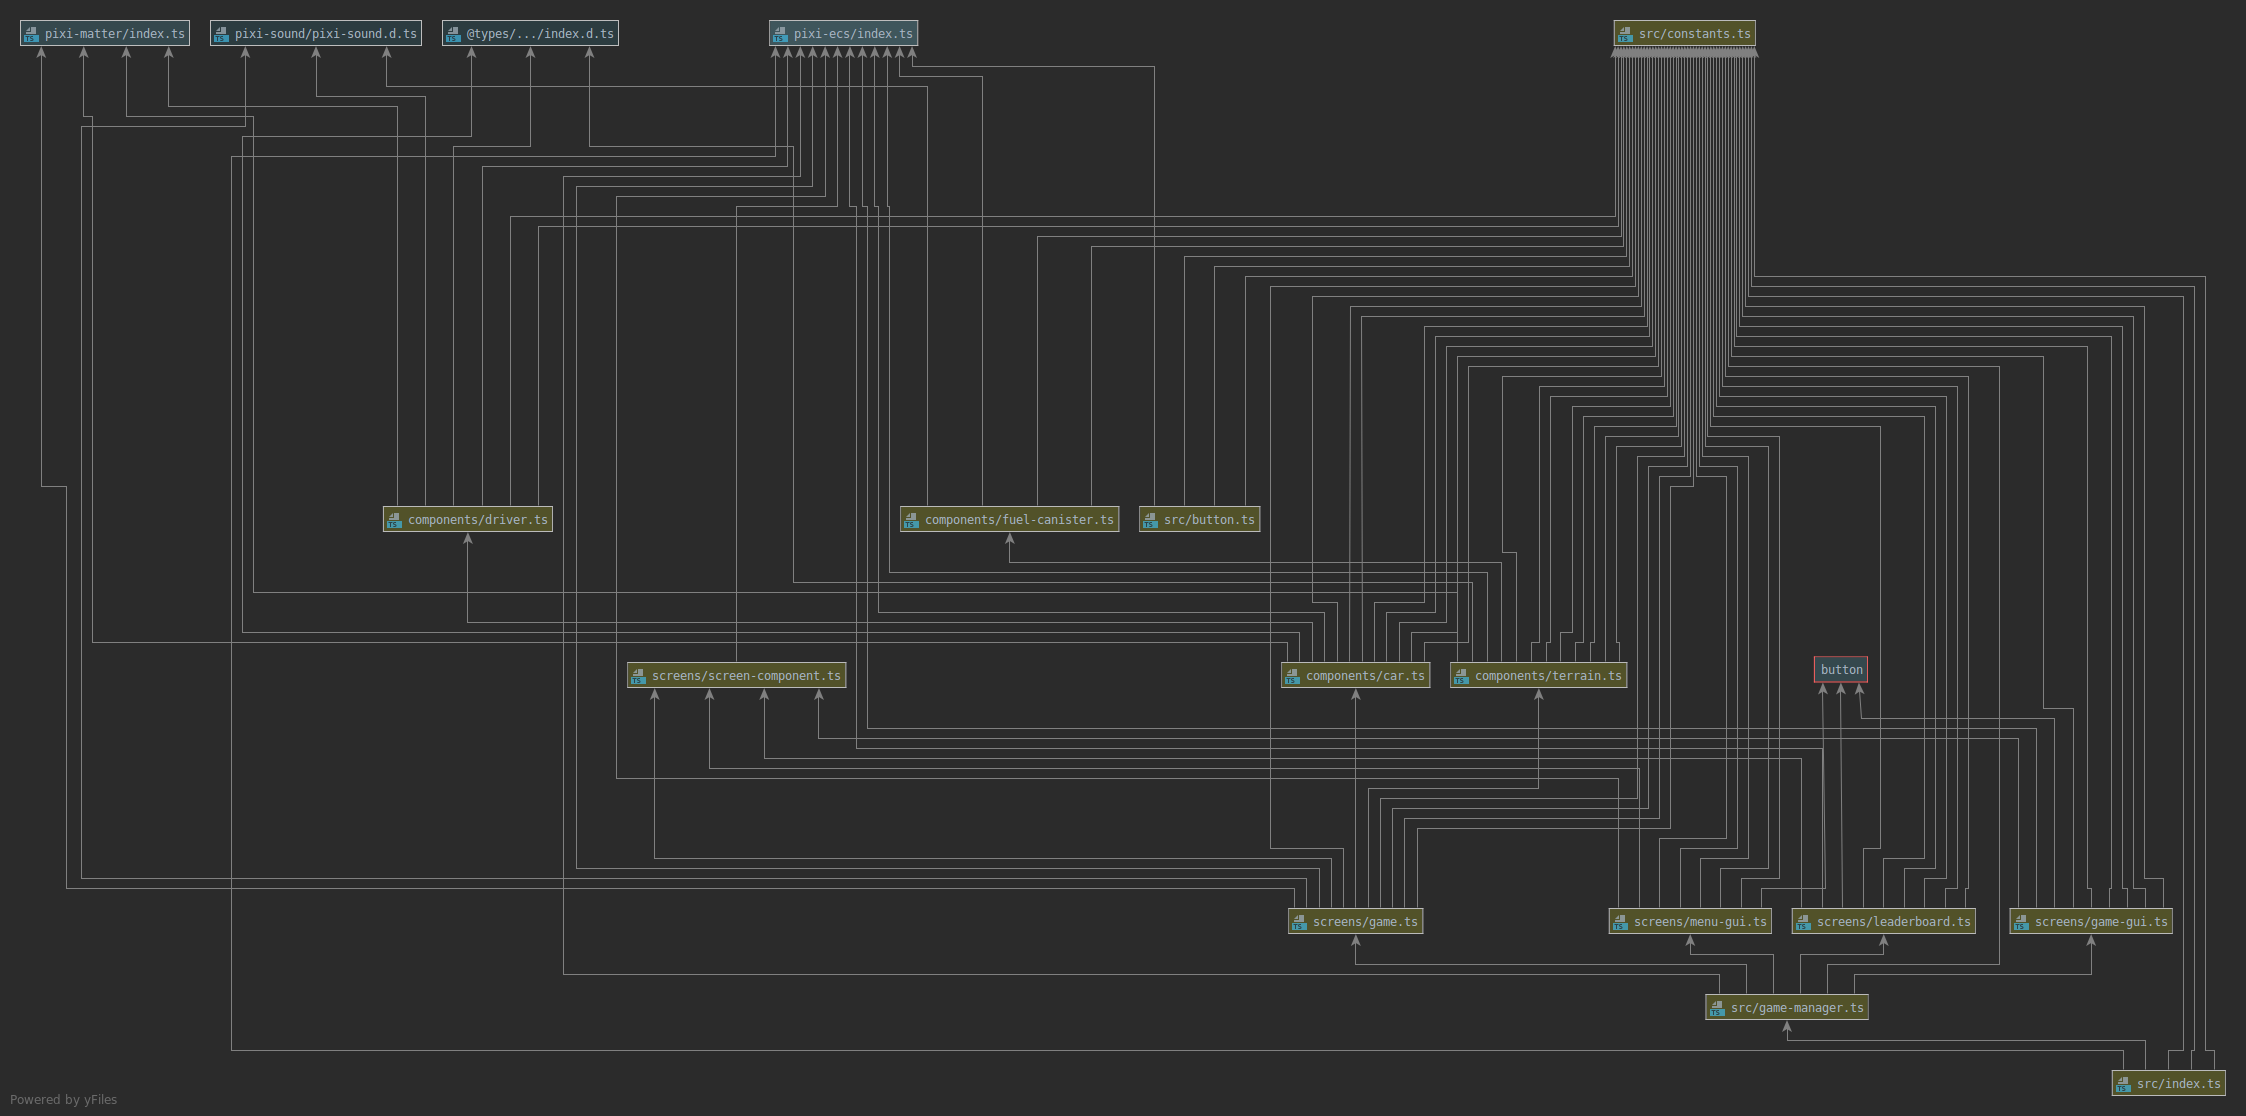 pixi-matter/index.ts
pixi-sound/pixi-sound.d.ts
@types/.../index.d.ts
pixi-ecs/index.ts
src/constants.ts
components/driver.ts
components/fuel-canister.ts
src/button.ts
screens/screen-component.ts
components/car.ts
components/terrain.ts
button
screens/game.ts
screens/menu-gui.ts
screens/leaderboard.ts
screens/game-gui.ts
src/game-manager.ts
src/index.ts
Powered by yFiles